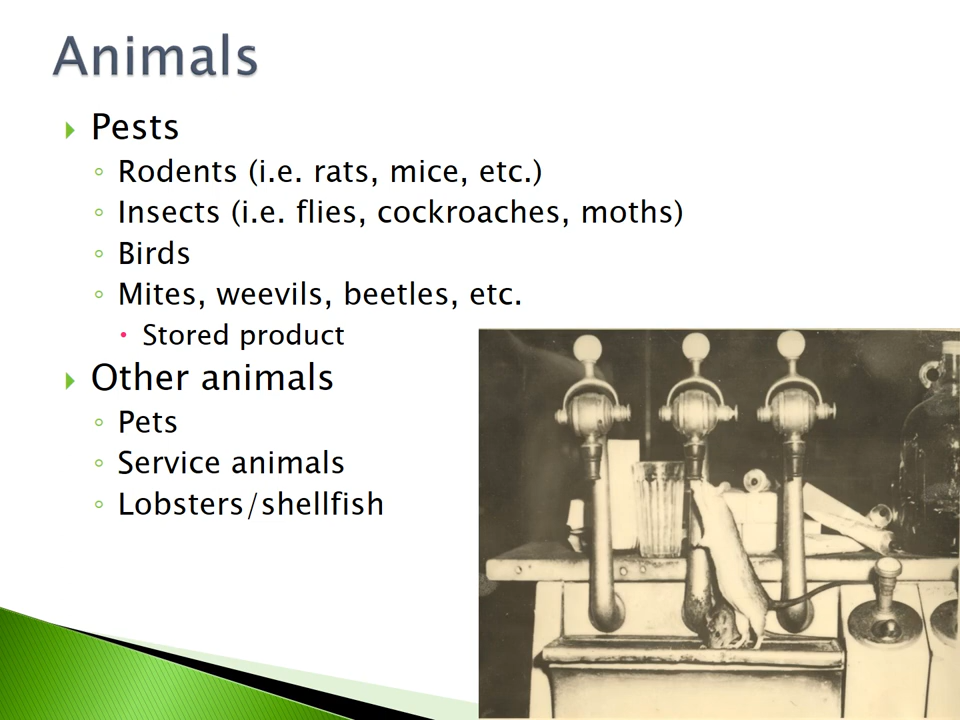 Animals
Pests
Rodents (i.e. rats, mice, etc.)
Insects (i.e. flies, cockroaches, moths)
Birds
Mites, weevils, beetles, etc.
Stored product
Other animals
Pets
Service animals
Lobsters/shellfish